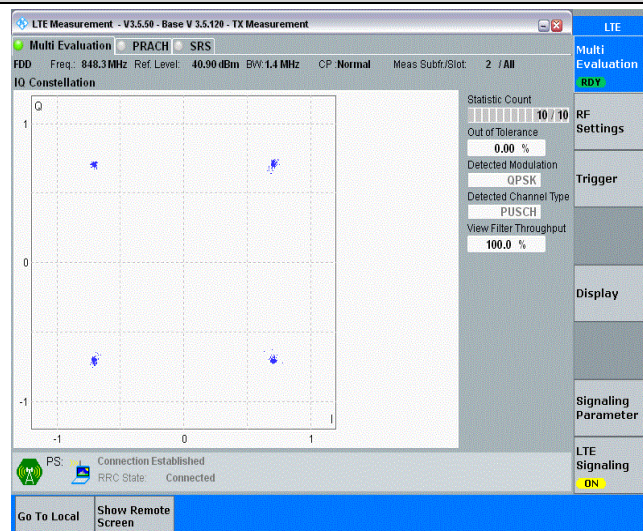 LTE Measurement - V3.5.50 - Base V 3.5.120 - TX Measurement
LTE
Multi Evaluation PRACH SRS
Multi
Evaluation
RDY
FDD Freq.: 848.3 MHz Ref. Level: 40.90 dBm BW: 1.4 MHz CP: Normal Meas Subfr./Slot: 2 / All
IQ Constellation
Q
1
0
-1
-1 0 1
I
Statistic Count
10 / 10
Out of Tolerance
0.00 %
Detected Modulation
QPSK
Detected Channel Type
PUSCH
View Filter Throughput
100.0 %
RF
Settings
Trigger
Display
Signaling
Parameter
LTE
Signaling
ON
PS: Connection Established
RRC State: Connected
Go To Local
Show Remote
Screen